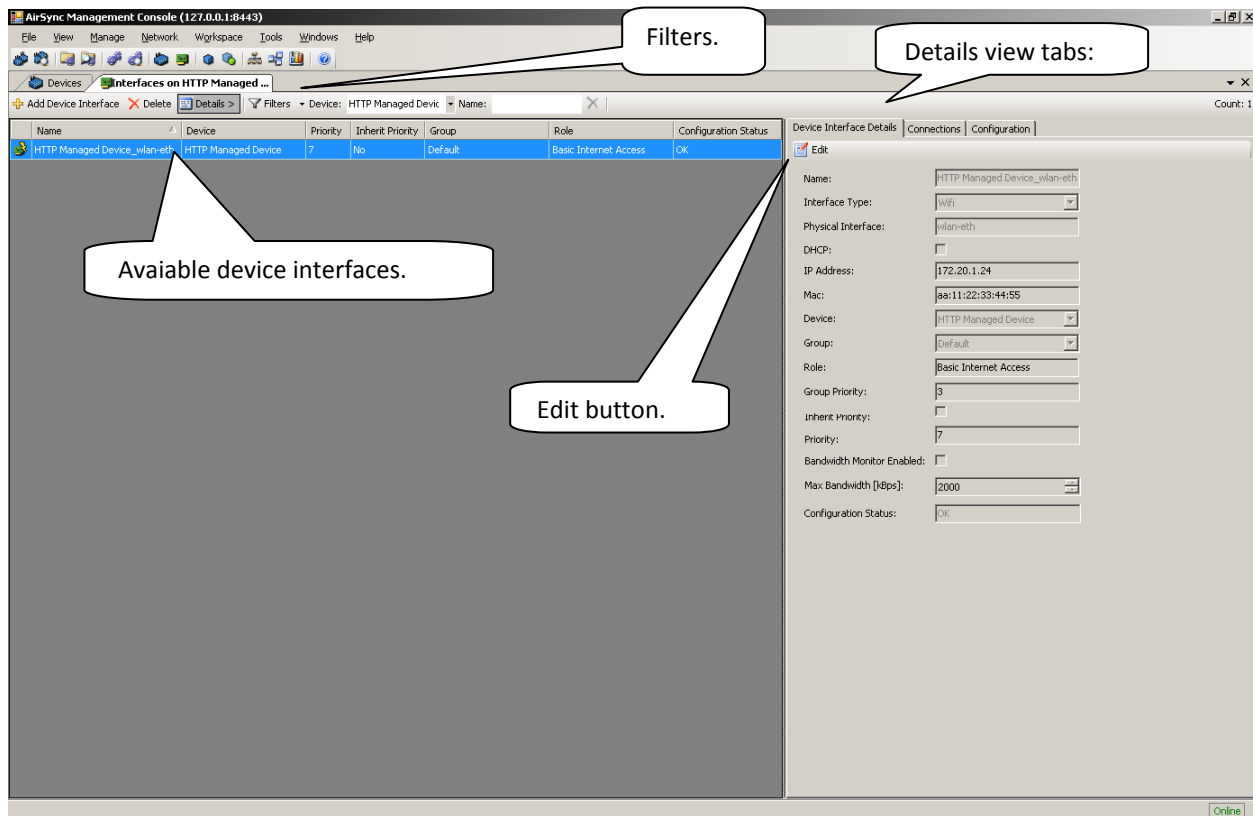 AirSync Management Console (127.0.0.1:8443)
File View Manage Network Workspace Tools Windows Help
Filters.
Details view tabs:
Devices Interfaces on HTTP Managed ...
Add Device Interface Delete Details > Filters Device: HTTP Managed Devic Name: Count: 1
Name Device Priority Inherit Priority Group Role Configuration Status
HTTP Managed Device_wlan-eth HTTP Managed Device 7 No Default Basic Internet Access OK
Avaiable device interfaces.
Edit button.
Device Interface Details Connections Configuration
Edit
Name: HTTP Managed Device_wlan-eth
Interface Type: Wifi
Physical Interface: wlan-eth
DHCP:
IP Address: 172.20.1.24
Mac: aa:11:22:33:44:55
Device: HTTP Managed Device
Group: Default
Role: Basic Internet Access
Group Priority: 3
Inherit Priority:
Priority: 7
Bandwidth Monitor Enabled:
Max Bandwidth [kBps]: 2000
Configuration Status: OK
Online